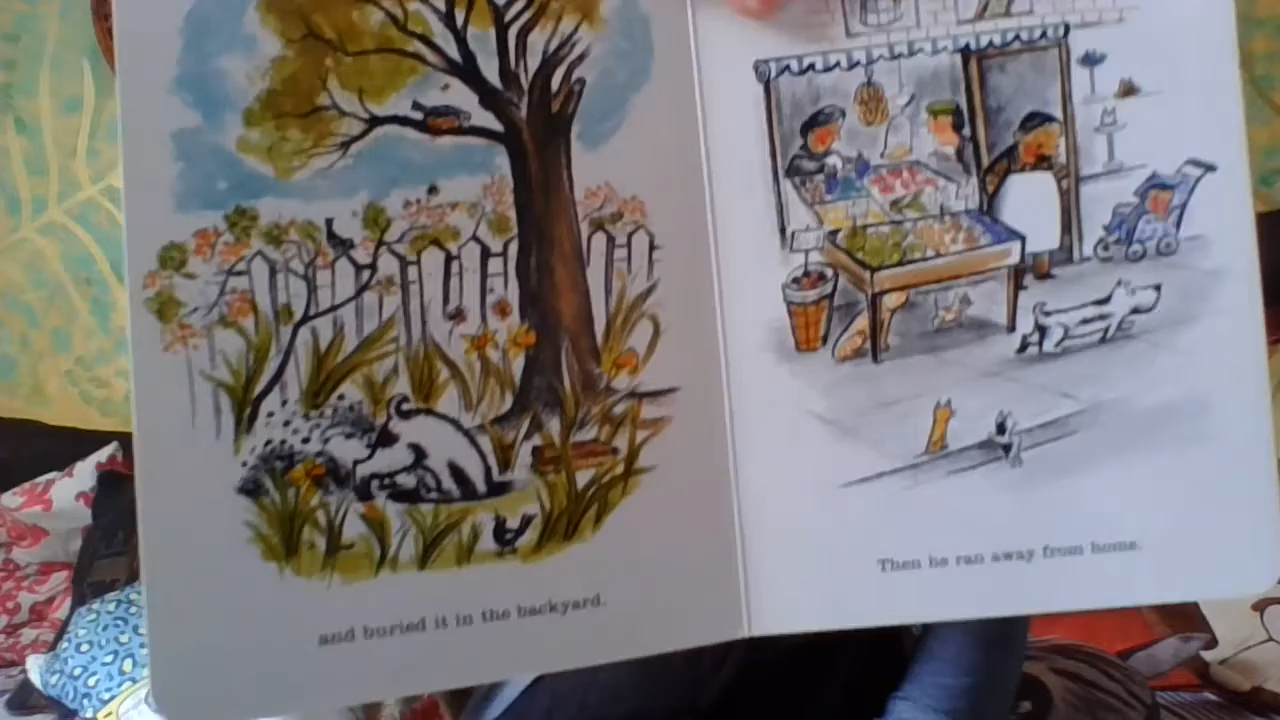 and buried it in the backyard.
Then he ran away from home.